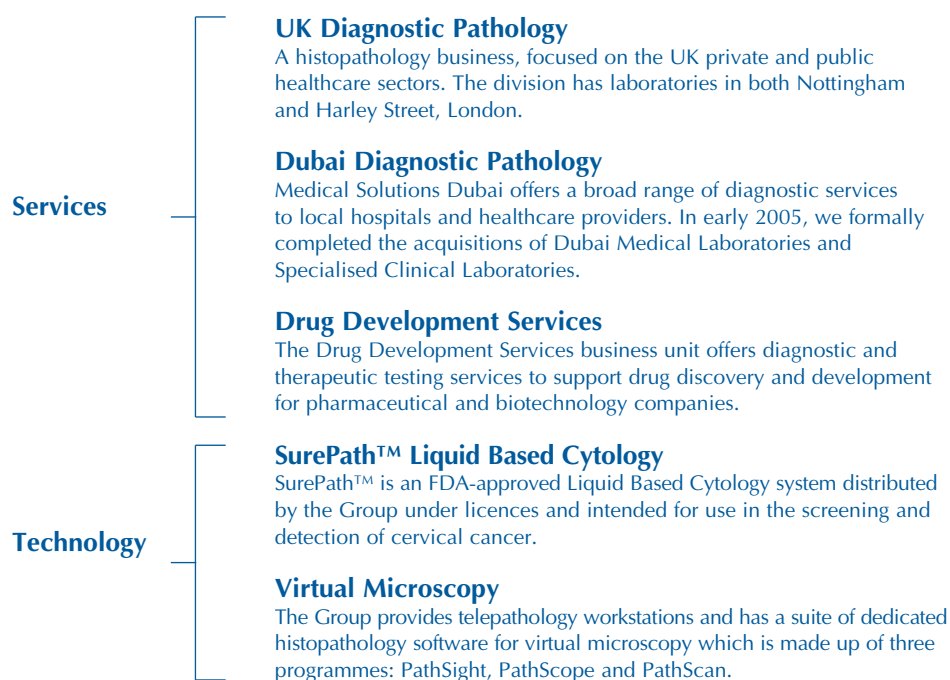 UK Diagnostic Pathology
A histopathology business, focused on the UK private and public
healthcare sectors. The division has laboratories in both Nottingham
and Harley Street, London.
Services
Dubai Diagnostic Pathology
Medical Solutions Dubai offers a broad range of diagnostic services
to local hospitals and healthcare providers. In early 2005, we formally
completed the acquisitions of Dubai Medical Laboratories and
Specialised Clinical Laboratories.
Drug Development Services
The Drug Development Services business unit offers diagnostic and
therapeutic testing services to support drug discovery and development
for pharmaceutical and biotechnology companies.
Technology
SurePath™ Liquid Based Cytology
SurePath™ is an FDA-approved Liquid Based Cytology system distributed
by the Group under licences and intended for use in the screening and
detection of cervical cancer.
Virtual Microscopy
The Group provides telepathology workstations and has a suite of dedicated
histopathology software for virtual microscopy which is made up of three
programmes: PathSight, PathScope and PathScan.